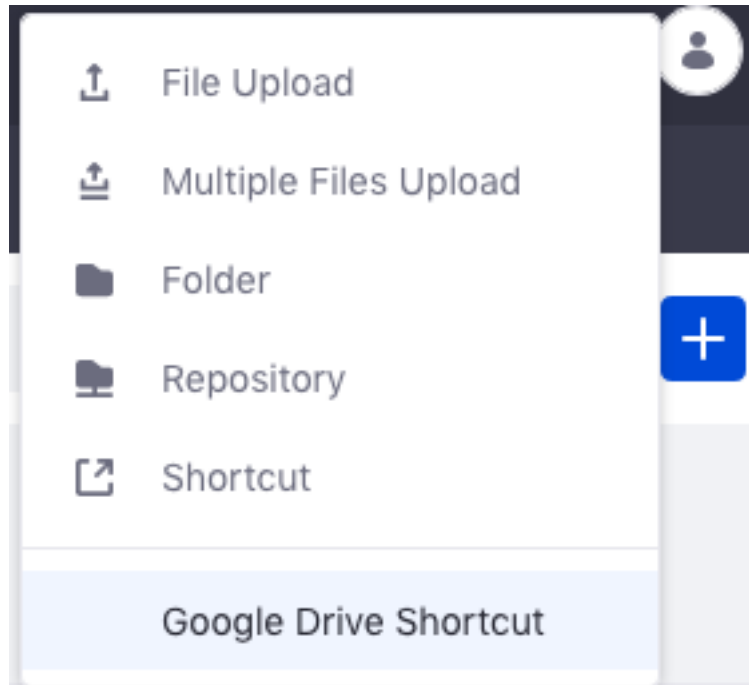 File Upload
Multiple Files Upload
Folder
Repository
Shortcut
Google Drive Shortcut